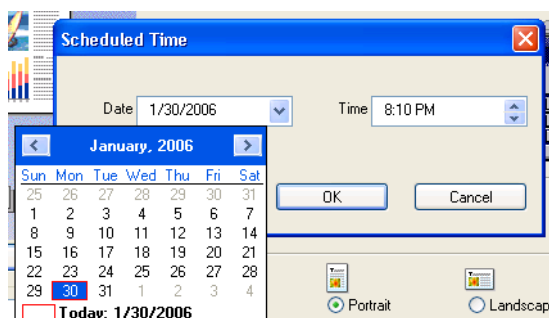 Scheduled Time
Date 1/30/2006 Time 8:10 PM
January, 2006
Sun Mon Tue Wed Thu Fri Sat
25 26 27 28 29 30 31
1 2 3 4 5 6 7
8 9 10 11 12 13 14
15 16 17 18 19 20 21
22 23 24 25 26 27 28
29 30 31 1 2 3 4
Today: 1/30/2006
OK Cancel
Portrait Landscap